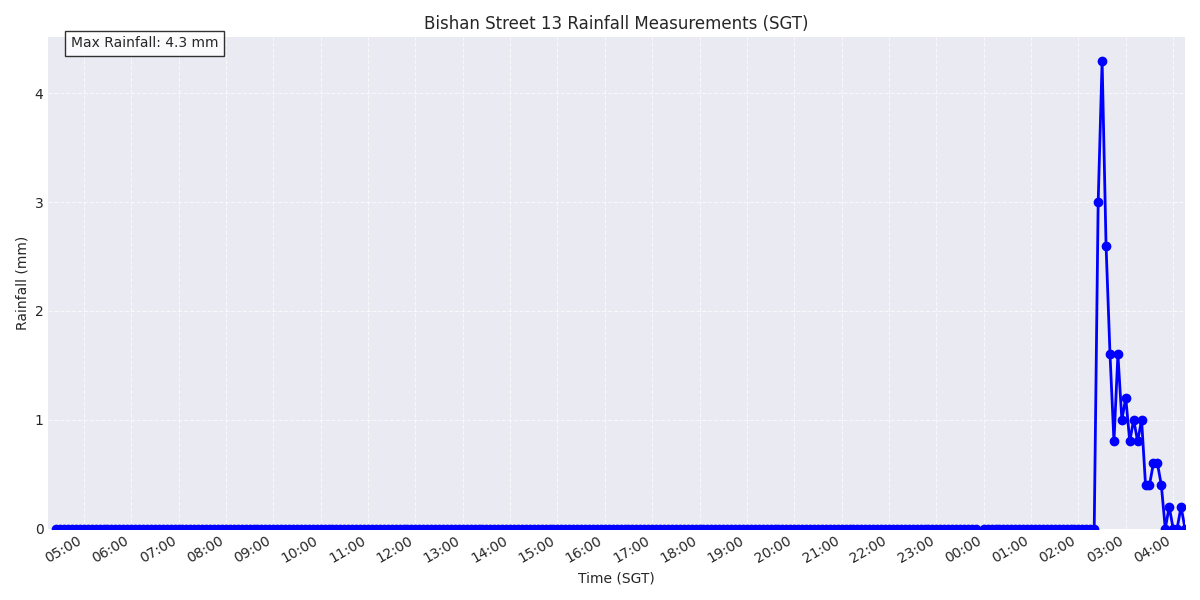 Bishan Street 13 Rainfall Measurements (SGT)
Max Rainfall: 4.3 mm
Rainfall (mm)
4
3
2
1
0
05:00 06:00 07:00 08:00 09:00 10:00 11:00 12:00 13:00 14:00 15:00 16:00 17:00 18:00 19:00 20:00 21:00 22:00 23:00 00:00 01:00 02:00 03:00 04:00
Time (SGT)